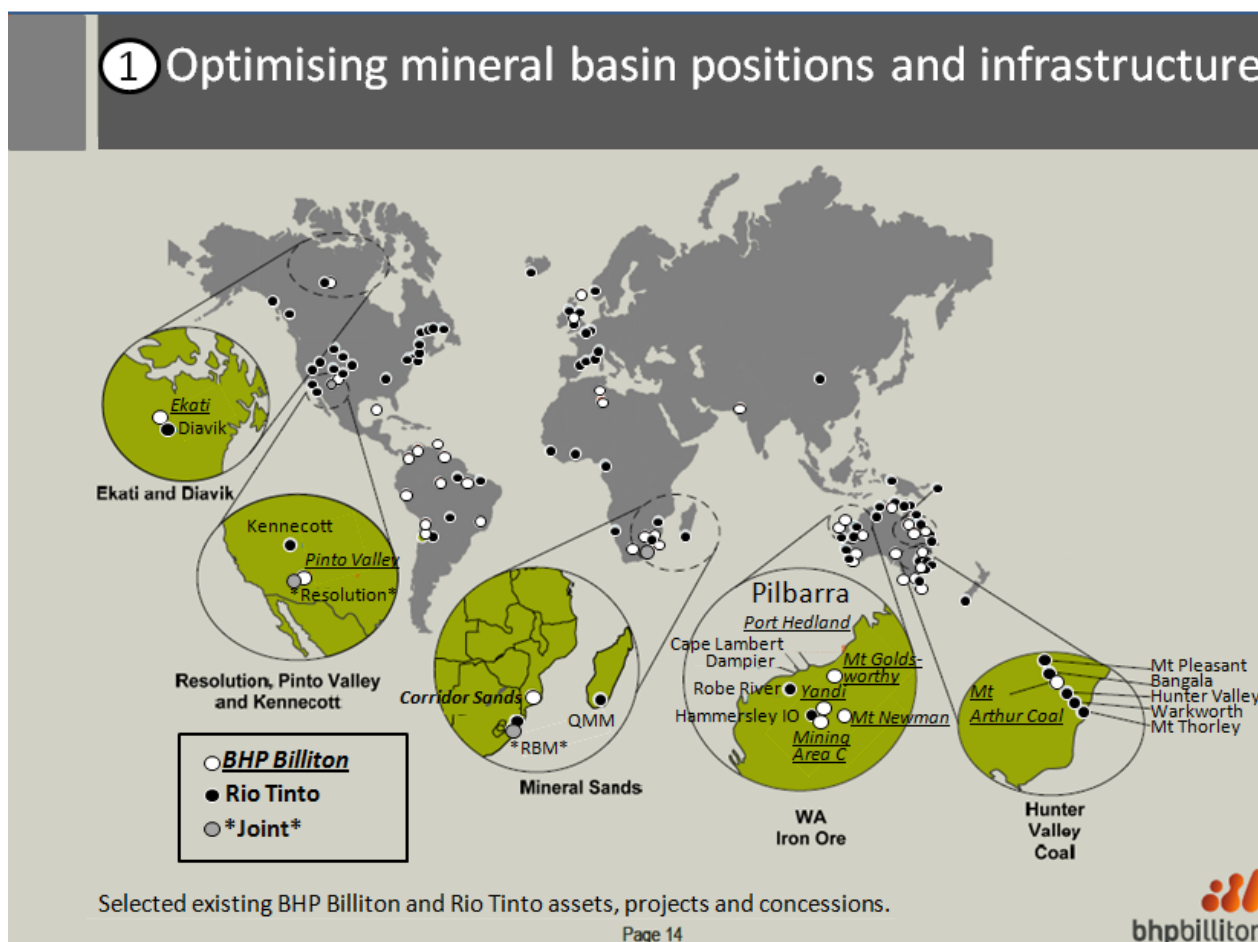 1 Optimising mineral basin positions and infrastructure
Ekati
Diavik
Ekati and Diavik
Kennecott
Pinto Valley
*Resolution*
Resolution, Pinto Valley
and Kennecott
Corridor Sands
QMM
*RBM*
Mineral Sands
Pilbarra
Port Hedland
Cape Lambert
Dampier
Mt Golds-
worthy
Robe River
Yandi
Hammersley IO
Mt Newman
Mining
Area C
WA
Iron Ore
Mt Pleasant
Bangala
Hunter Valley
Warkworth
Mt Thorley
Mt
Arthur Coal
Hunter
Valley
Coal
BHP Billiton
Rio Tinto
*Joint*
Selected existing BHP Billiton and Rio Tinto assets, projects and concessions.
Page 14
bhpbilliton